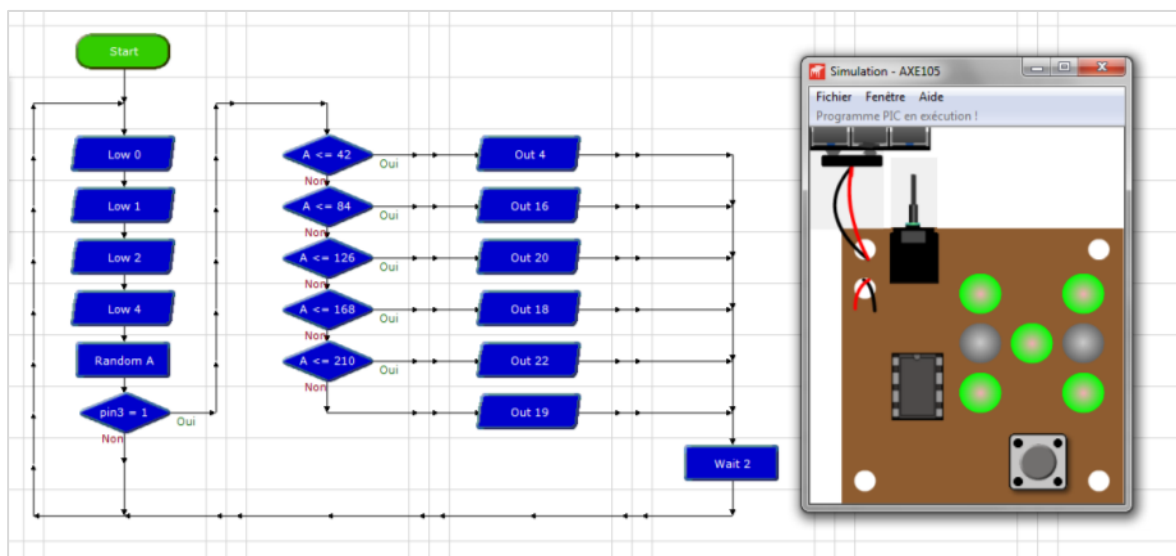 Start
Low 0
Low 1
Low 2
Low 4
Random A
pin3 = 1
Oui
Non
A <= 42
Oui
Non
A <= 84
Oui
Non
A <= 126
Oui
Non
A <= 168
Oui
Non
A <= 210
Oui
Non
Out 4
Out 16
Out 20
Out 18
Out 22
Out 19
Wait 2
Simulation - AXE105
Fichier Fenêtre Aide
Programme PIC en exécution !